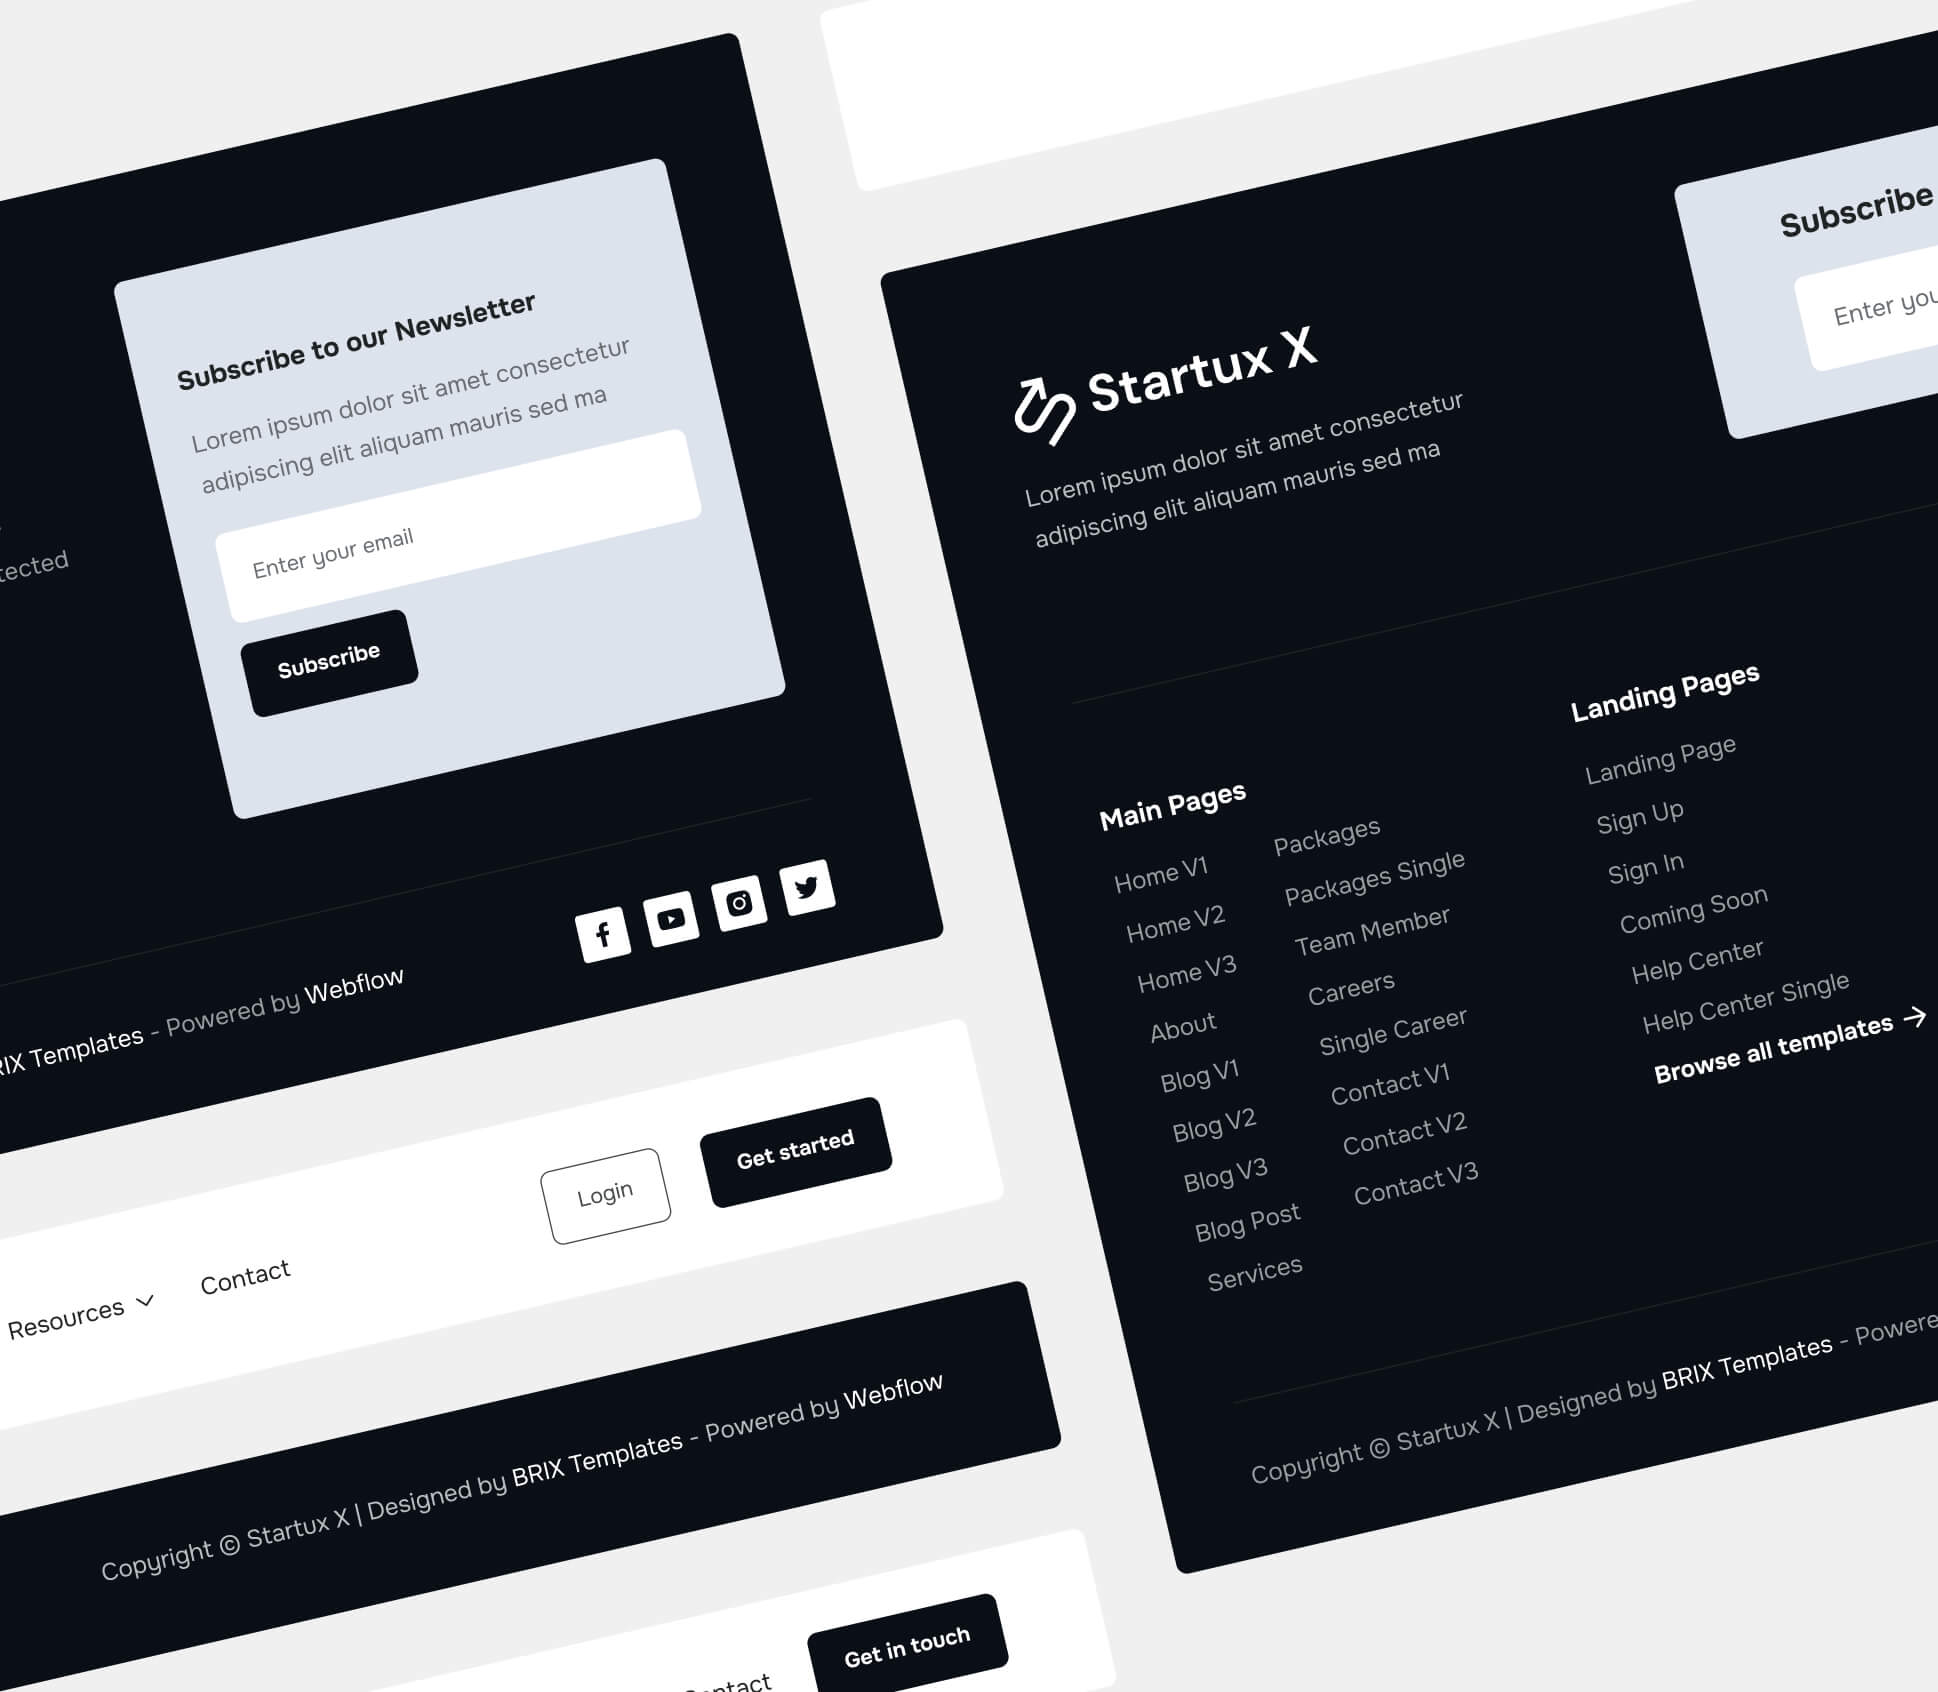 Subscribe to our Newsletter
Lorem ipsum dolor sit amet consectetur
adipiscing elit aliquam mauris sed ma
Enter your email
Subscribe
Templates - Powered by Webflow
Resources
Contact
Login
Get started
Copyright © Startux X | Designed by BRIX Templates - Powered by Webflow
Get in touch
Startux X
Lorem ipsum dolor sit amet consectetur
adipiscing elit aliquam mauris sed ma
Subscribe
Enter
Main Pages
Home V1
Home V2
Home V3
About
Blog V1
Blog V2
Blog V3
Blog Post
Services
Packages
Packages Single
Team Member
Careers
Single Career
Contact V1
Contact V2
Contact V3
Landing Pages
Landing Page
Sign Up
Sign In
Coming Soon
Help Center
Help Center Single
Browse all templates →
Copyright © Startux X | Designed by BRIX Templates -